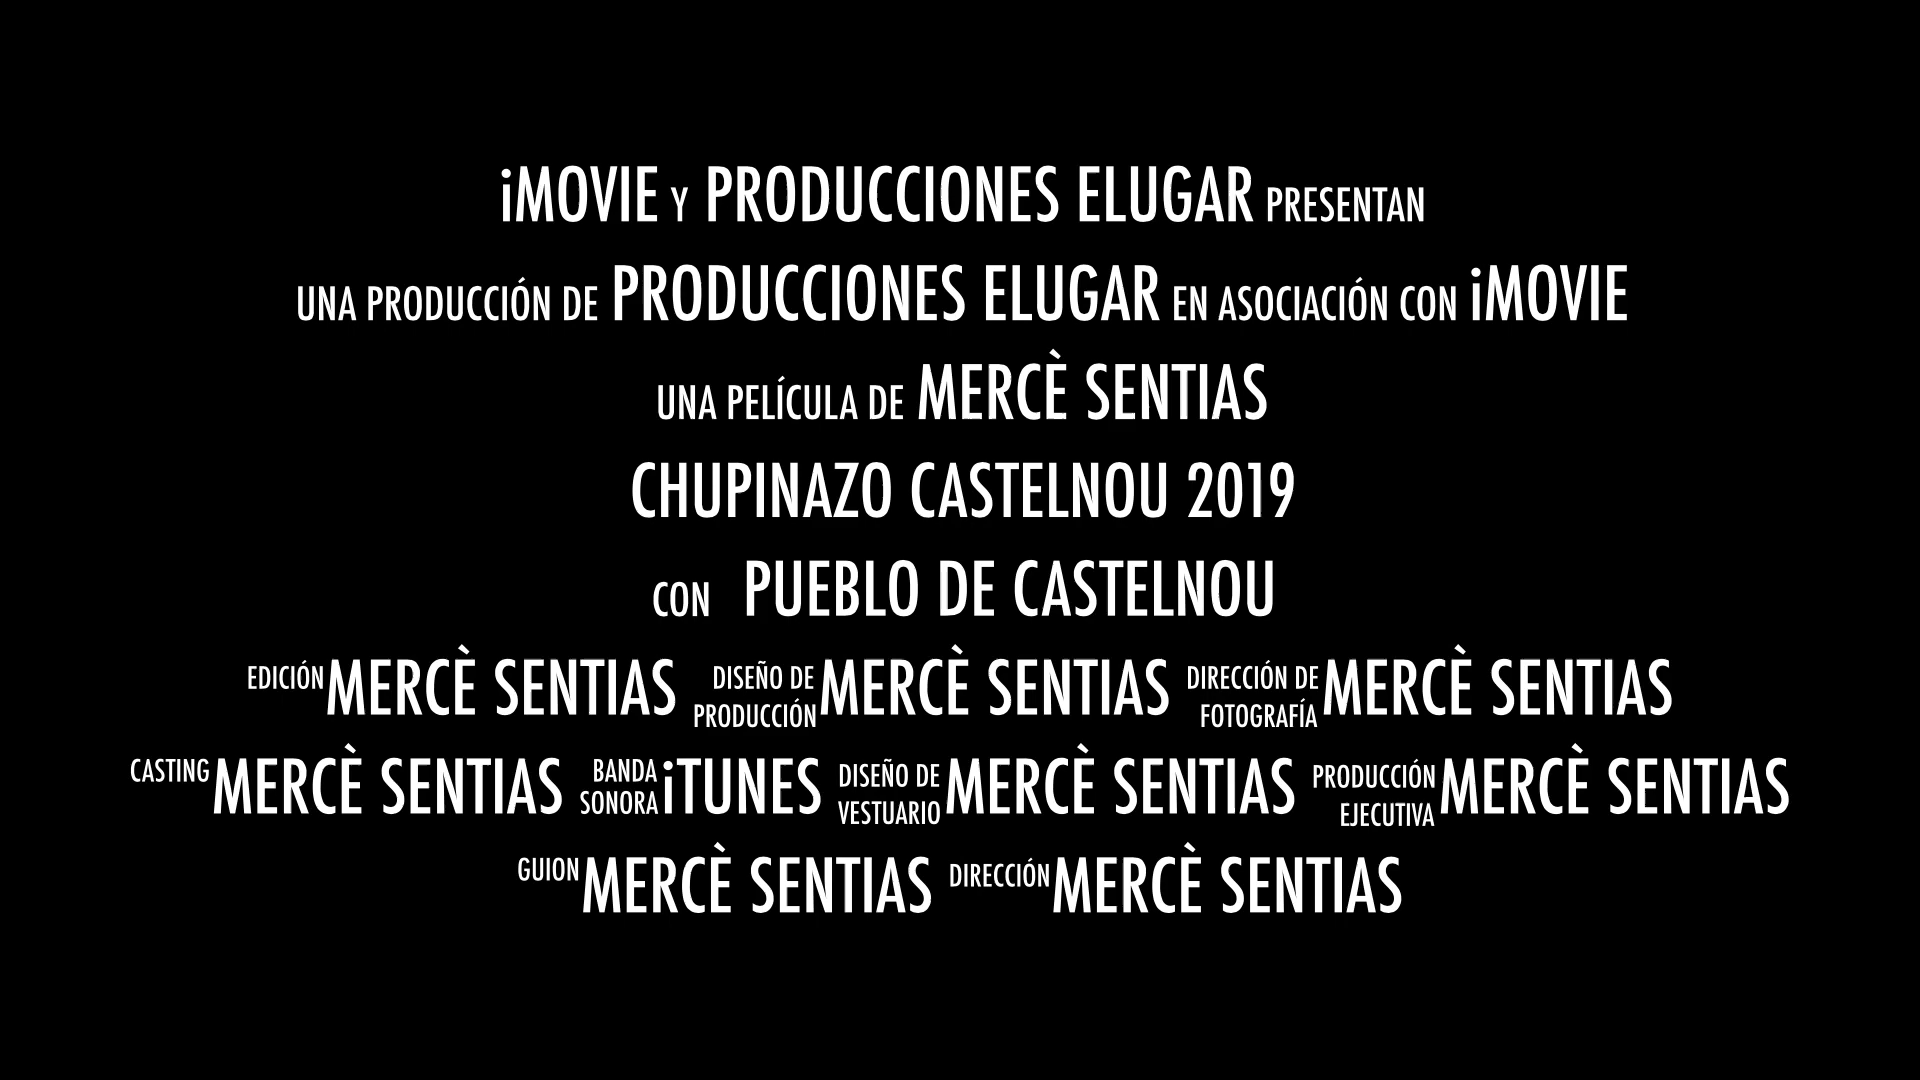 iMOVIE Y PRODUCCIONES ELUGAR PRESENTAN
UNA PRODUCCIÓN DE PRODUCCIONES ELUGAR EN ASOCIACIÓN CON iMOVIE
UNA PELÍCULA DE MERCÈ SENTIAS
CHUPINAZO CASTELNOU 2019
CON PUEBLO DE CASTELNOU
EDICIÓN MERCÈ SENTIAS DISEÑO DE PRODUCCIÓN MERCÈ SENTIAS DIRECCIÓN DE FOTOGRAFÍA MERCÈ SENTIAS
CASTING MERCÈ SENTIAS BANDA SONORA iTUNES DISEÑO DE VESTUARIO MERCÈ SENTIAS PRODUCCIÓN EJECUTIVA MERCÈ SENTIAS
GUION MERCÈ SENTIAS DIRECCIÓN MERCÈ SENTIAS